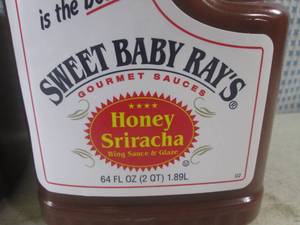 is the
SWEET BABY RAY'S®
GOURMET SAUCES
Honey
Sriracha
Wing Sauce & Glaze
64 FL OZ (2 QT) 1.89L